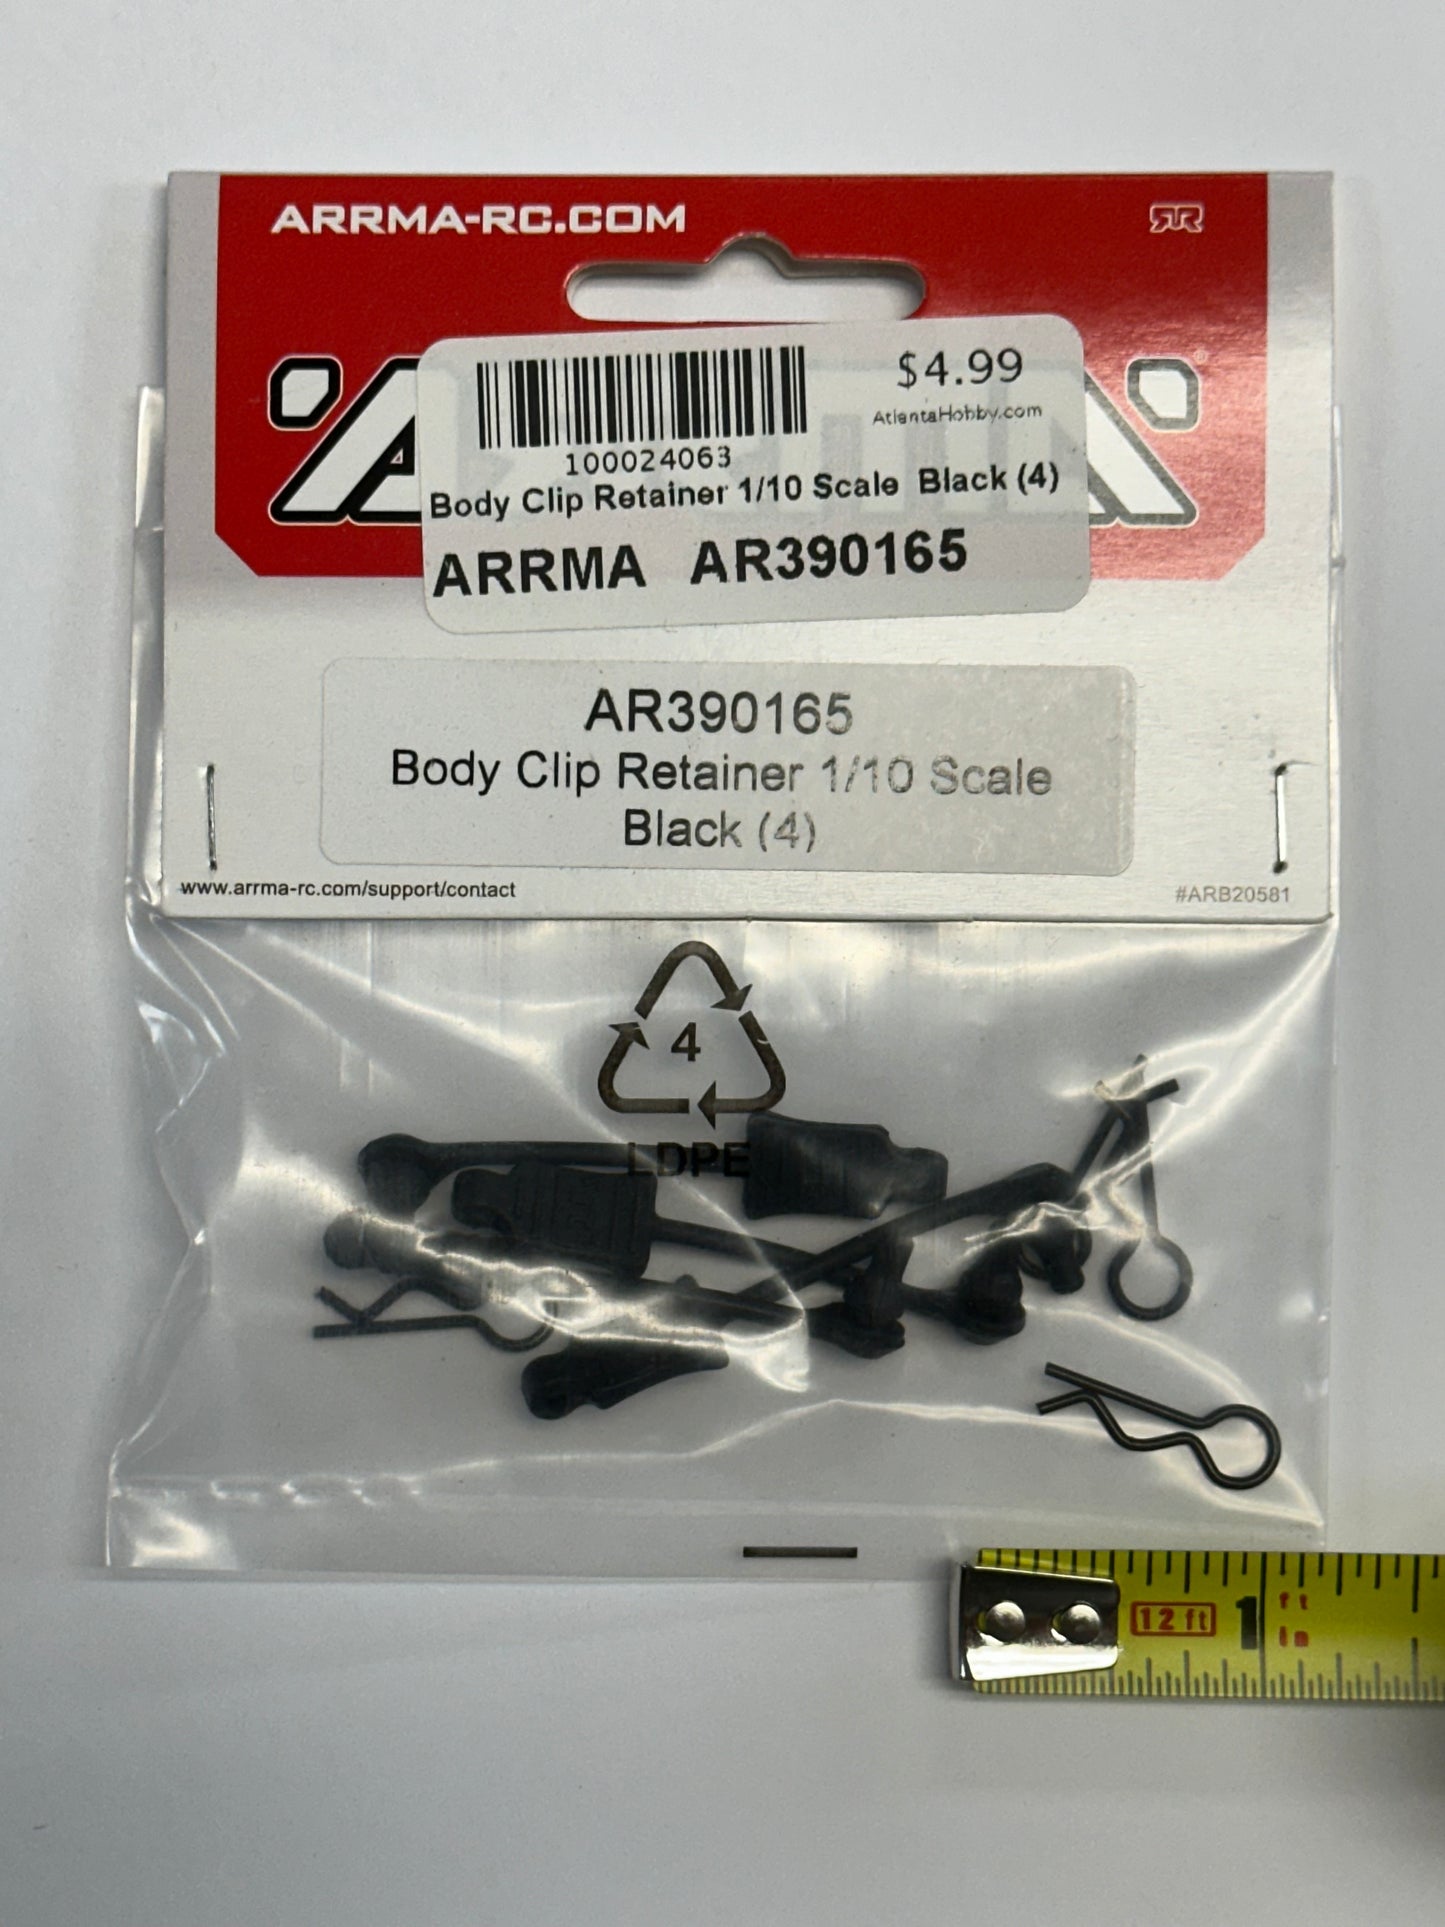 ARRMA-RC.COM
$4.99
AtlantaHobby.com
100024063
Body Clip Retainer 1/10 Scale Black (4)
ARRMA AR390165
AR390165
Body Clip Retainer 1/10 Scale
Black (4)
www.arrma-rc.com/support/contact
#ARB20581
4
LDPE
12 ft
1
ft
in